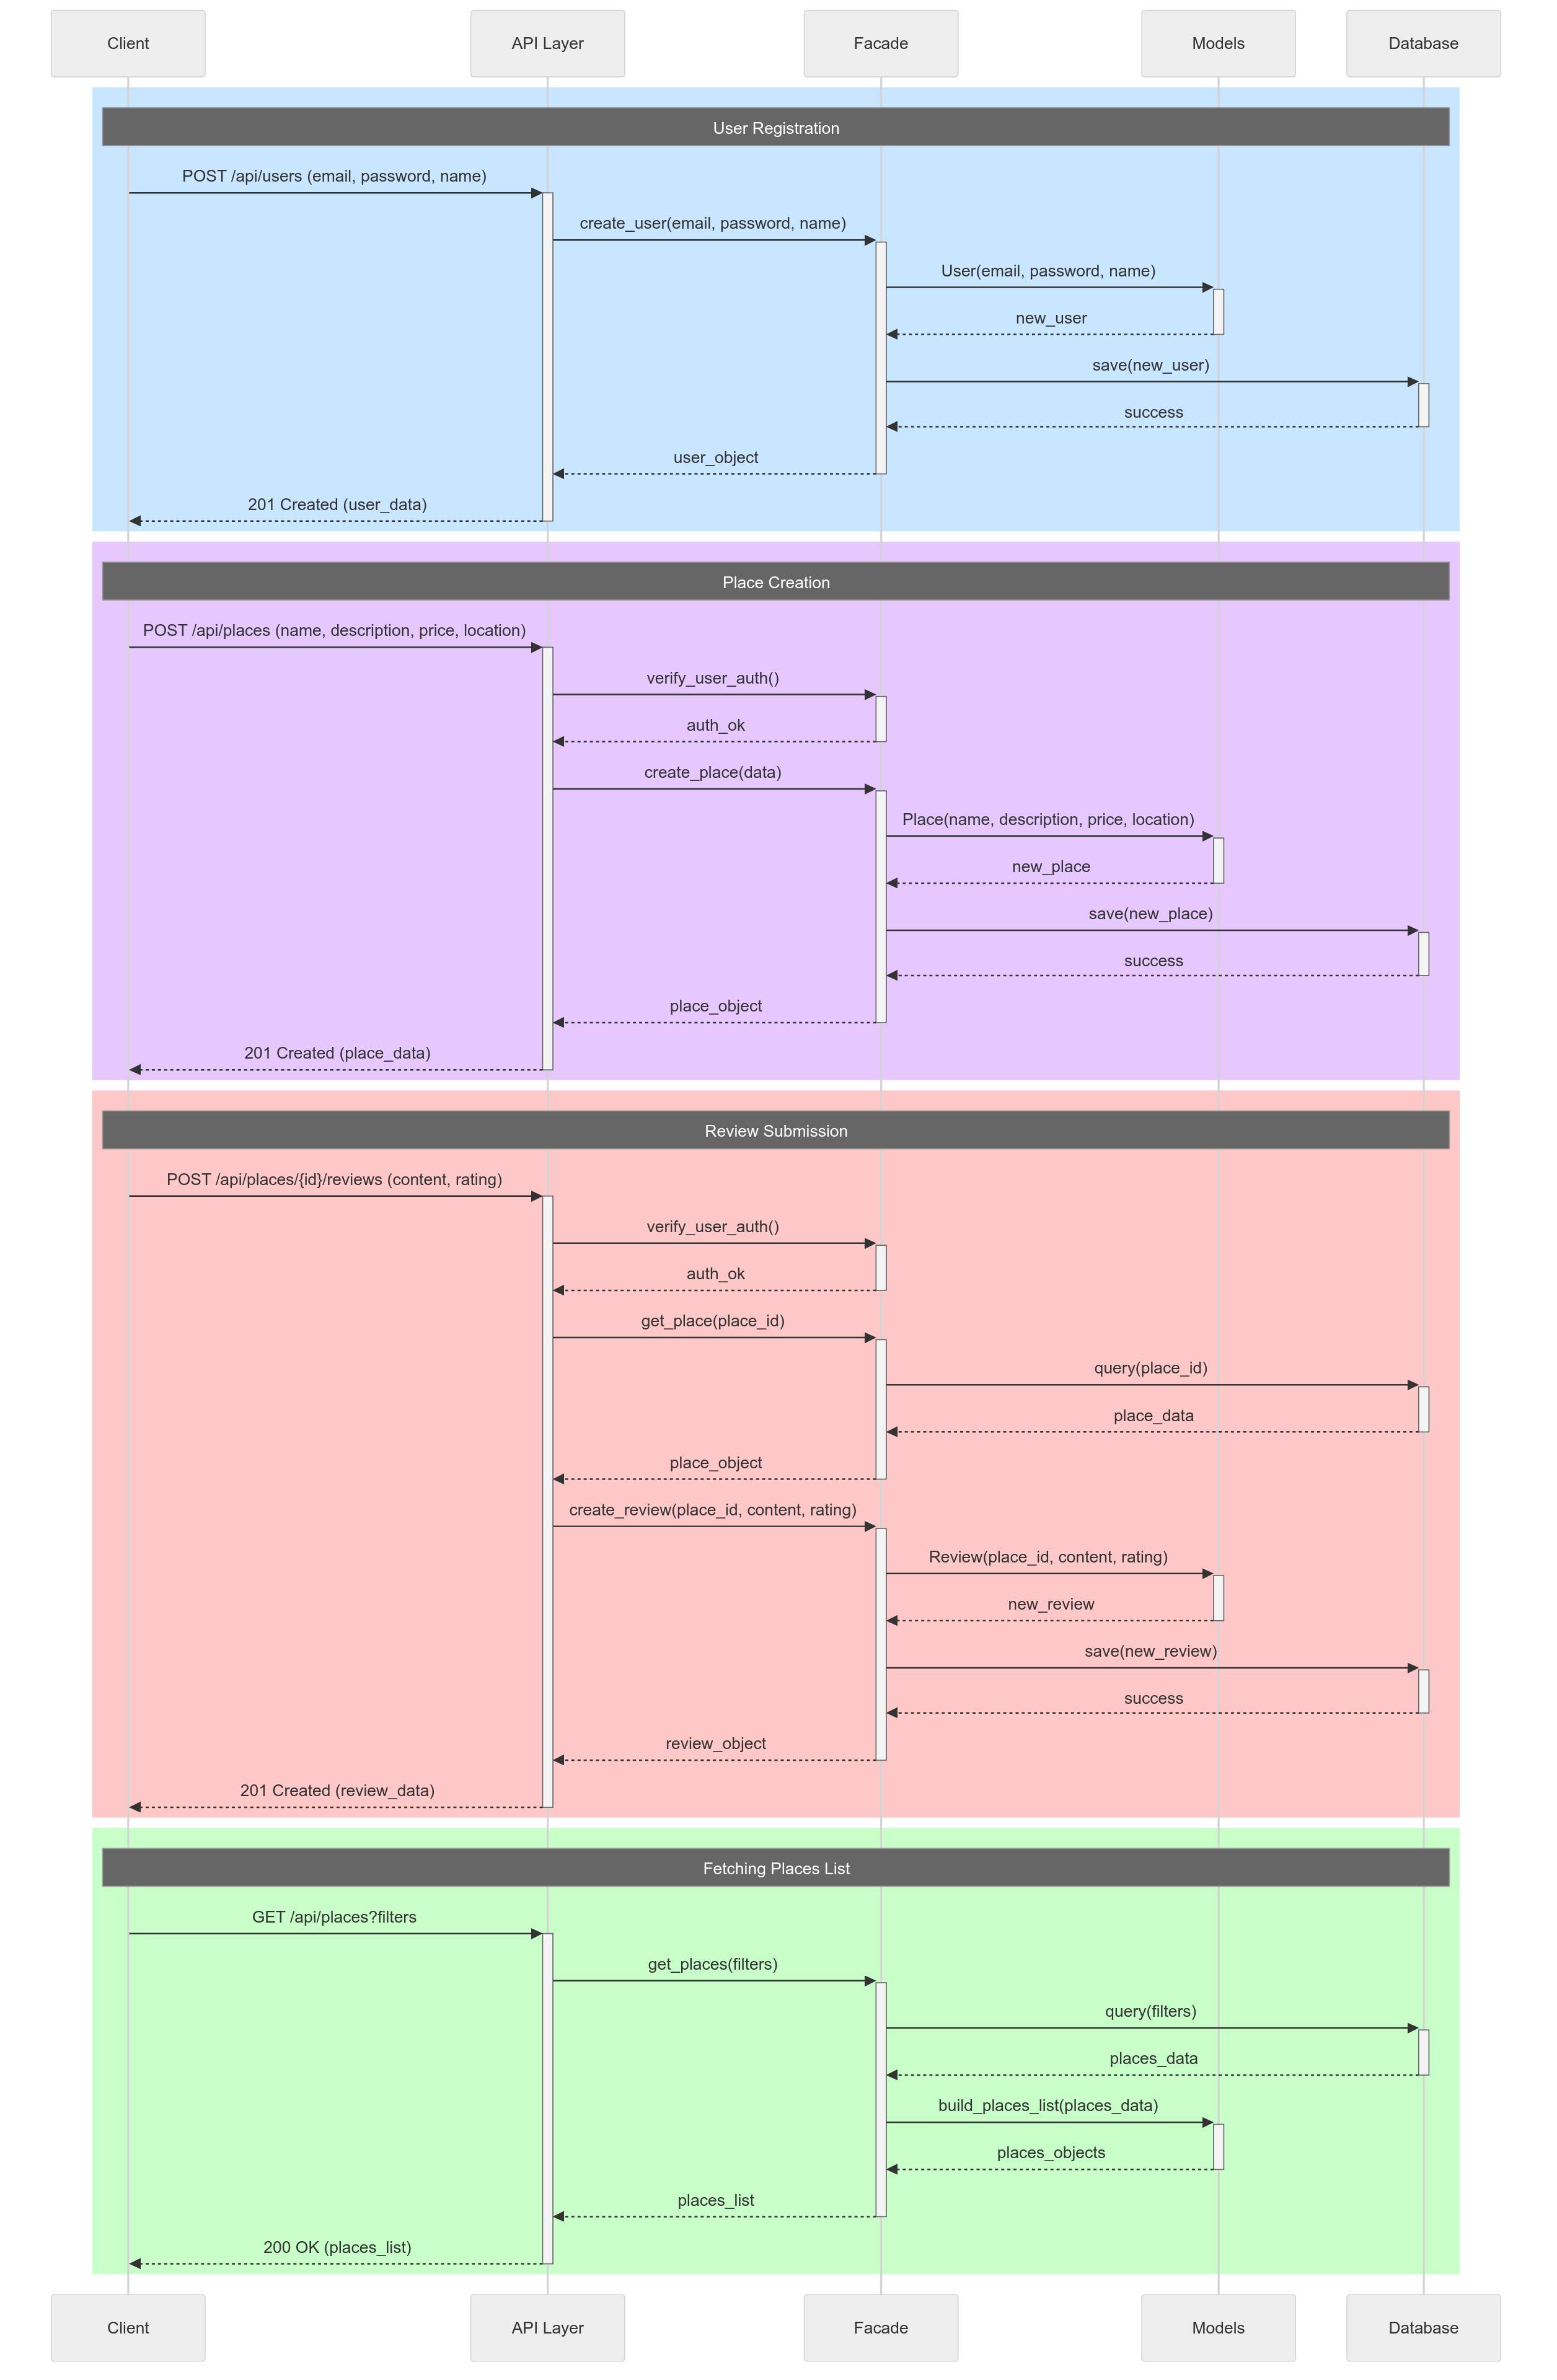 Client
API Layer
Facade
Models
Database
User Registration
POST /api/users (email, password, name)
create_user(email, password, name)
User(email, password, name)
new_user
save(new_user)
success
user_object
201 Created (user_data)
Place Creation
POST /api/places (name, description, price, location)
verify_user_auth()
auth_ok
create_place(data)
Place(name, description, price, location)
new_place
save(new_place)
success
place_object
201 Created (place_data)
Review Submission
POST /api/places/{id}/reviews (content, rating)
verify_user_auth()
auth_ok
get_place(place_id)
query(place_id)
place_data
place_object
create_review(place_id, content, rating)
Review(place_id, content, rating)
new_review
save(new_review)
success
review_object
201 Created (review_data)
Fetching Places List
GET /api/places?filters
get_places(filters)
query(filters)
places_data
build_places_list(places_data)
places_objects
places_list
200 OK (places_list)
Client
API Layer
Facade
Models
Database